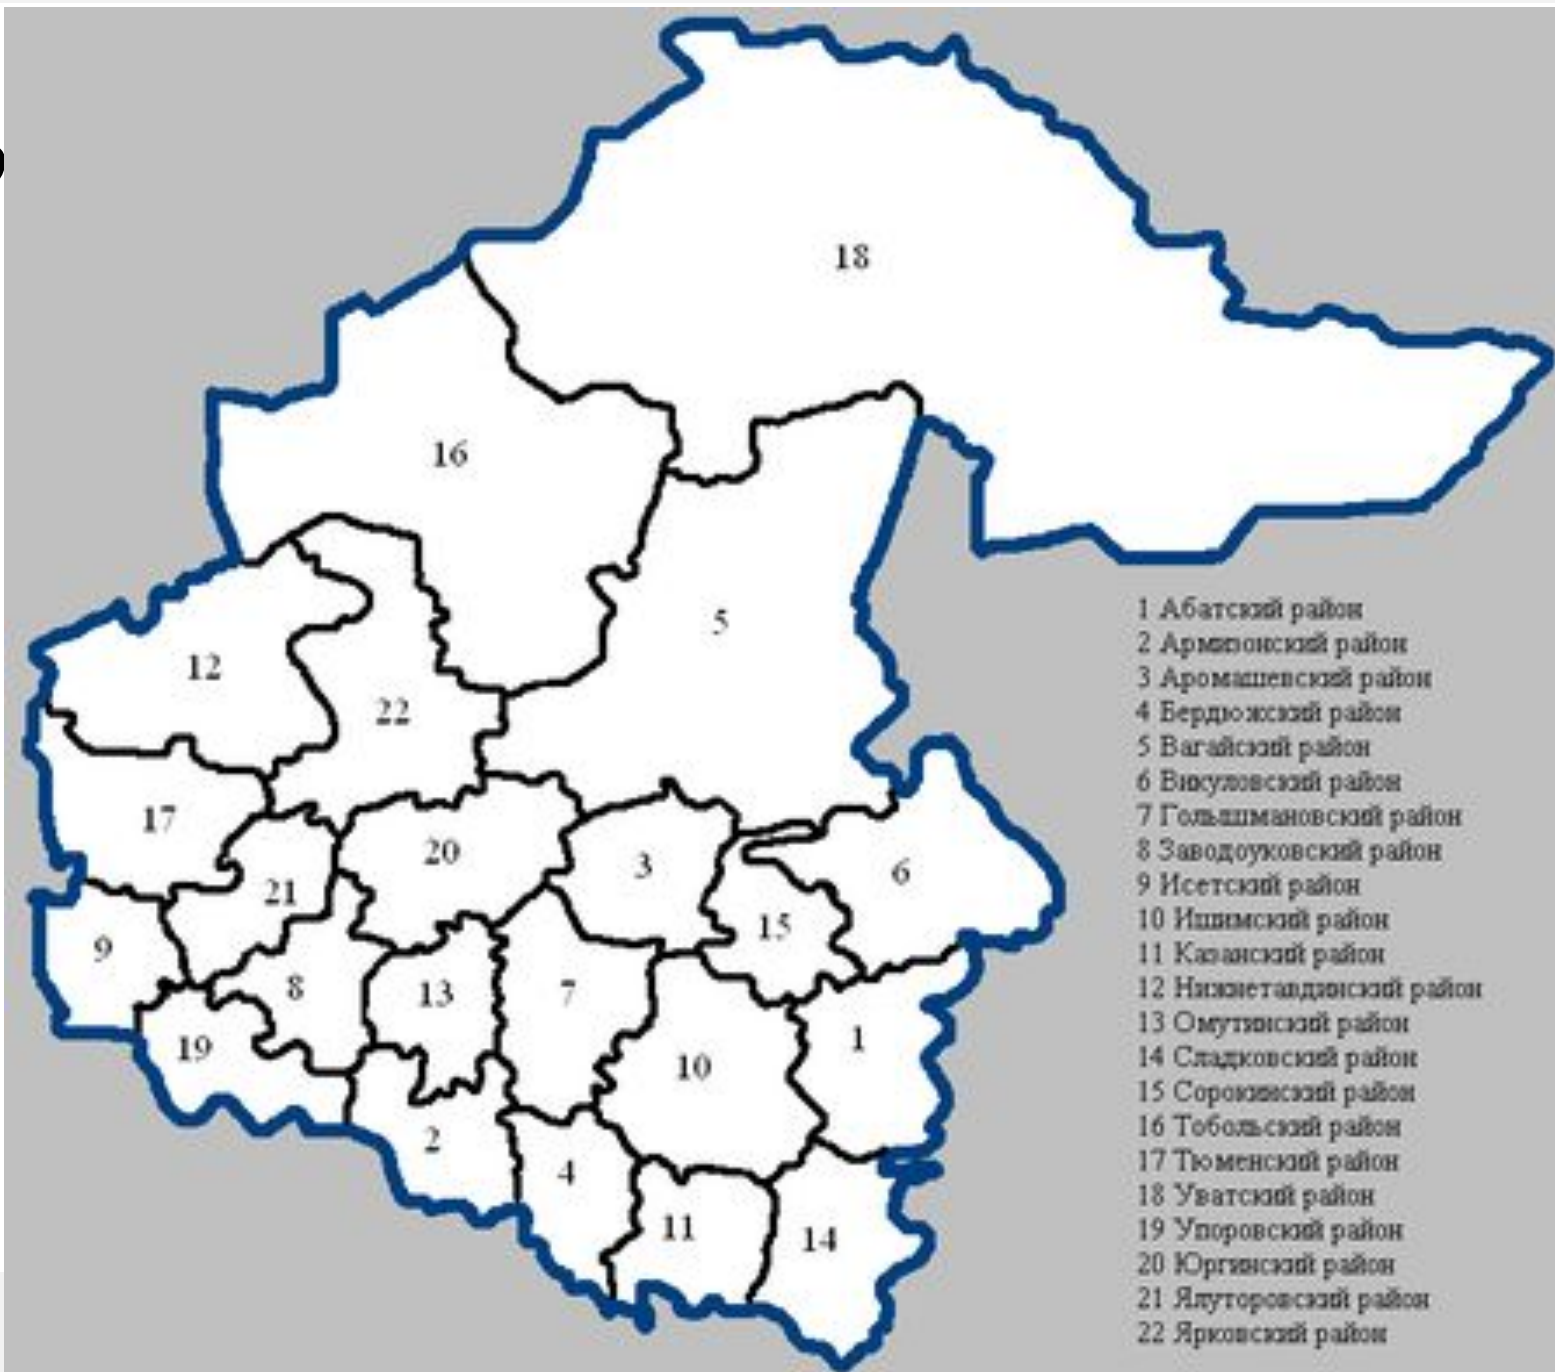 18
16
5
12
22
17
20
3
6
21
15
9
8
13
7
1
19
10
2
4
11
14
1 Абатский район
2 Армизонский район
3 Аромашевский район
4 Бердюжский район
5 Вагайский район
6 Викуловский район
7 Голышмановский район
8 Заводоуковский район
9 Исетский район
10 Ишимский район
11 Казанский район
12 Нижнетавдинский район
13 Омутинский район
14 Сладковский район
15 Сорокинский район
16 Тобольский район
17 Тюменский район
18 Уватский район
19 Упоровский район
20 Юргинский район
21 Ялуторовский район
22 Ярковский район